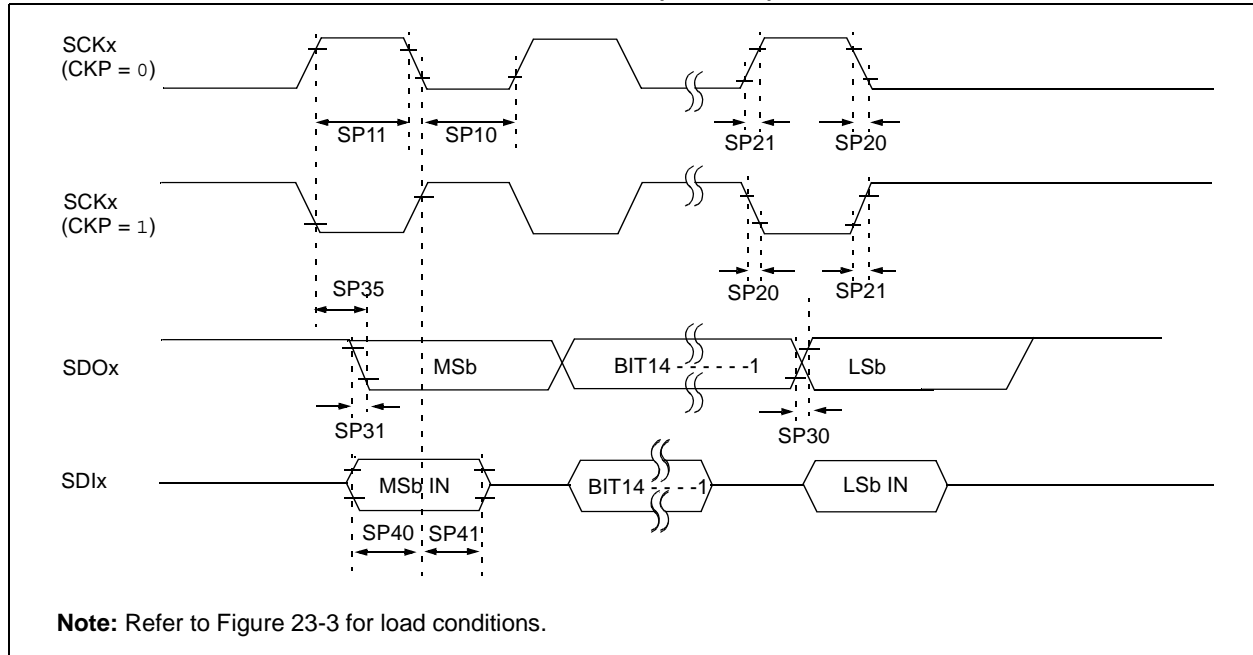 SCKx
(CKP = 0)
SP11
SP10
SP21
SP20
SCKx
(CKP = 1)
SP35
SP20
SP21
SDOx
MSb
BIT14 - - - - - -1
LSb
SP31
SP30
SDIx
MSb IN
BIT14 - - - -1
LSb IN
SP40
SP41
Note: Refer to Figure 23-3 for load conditions.